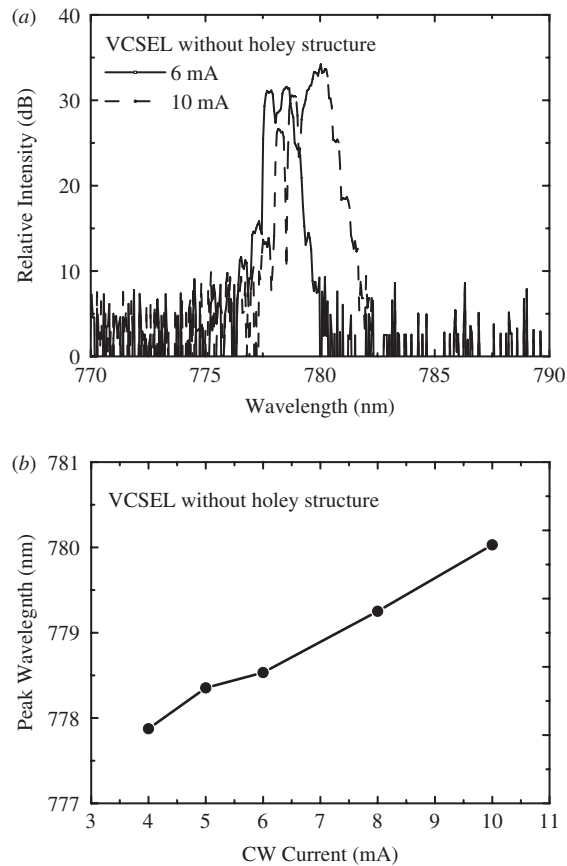 (a)
VCSEL without holey structure
6 mA
10 mA
Relative Intensity (dB)
40
30
20
10
0
770 775 780 785 790
Wavelength (nm)
(b)
VCSEL without holey structure
Peak Wavelegnth (nm)
781
780
779
778
777
3 4 5 6 7 8 9 10 11
CW Current (mA)